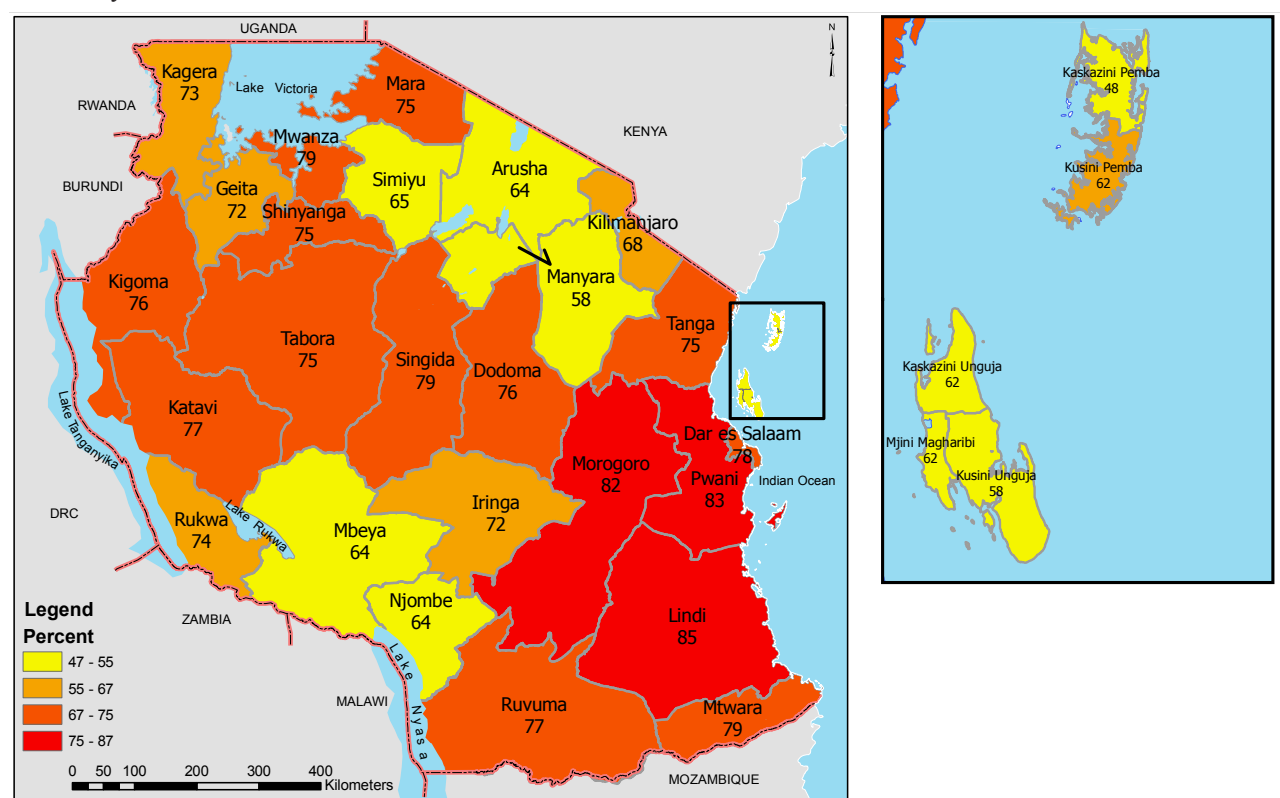 UGANDA
N
Kagera
73
Lake Victoria
Mara
75
RWANDA
KENYA
Mwanza
79
BURUNDI
Geita
72
Simiyu
65
Arusha
64
Shinyanga
75
Kilimanjaro
68
Kigoma
76
Manyara
58
Tabora
75
Singida
79
Dodoma
76
Tanga
75
Katavi
77
Lake Tanganyika
Dar es Salaam
78
Morogoro
82
Pwani
83
Indian Ocean
DRC
Rukwa
74
Lake Rukwa
Mbeya
64
Iringa
72
Njombe
64
Lindi
85
ZAMBIA
Lake Nyasa
MALAWI
Ruvuma
77
Mtwara
79
MOZAMBIQUE
Legend
Percent
47 - 55
55 - 67
67 - 75
75 - 87
0 50 100 200 300 400
Kilometers
Kaskazini Pemba
48
Kusini Pemba
62
Kaskazini Unguja
62
Mjini Magharibi
62
Kusini Unguja
58